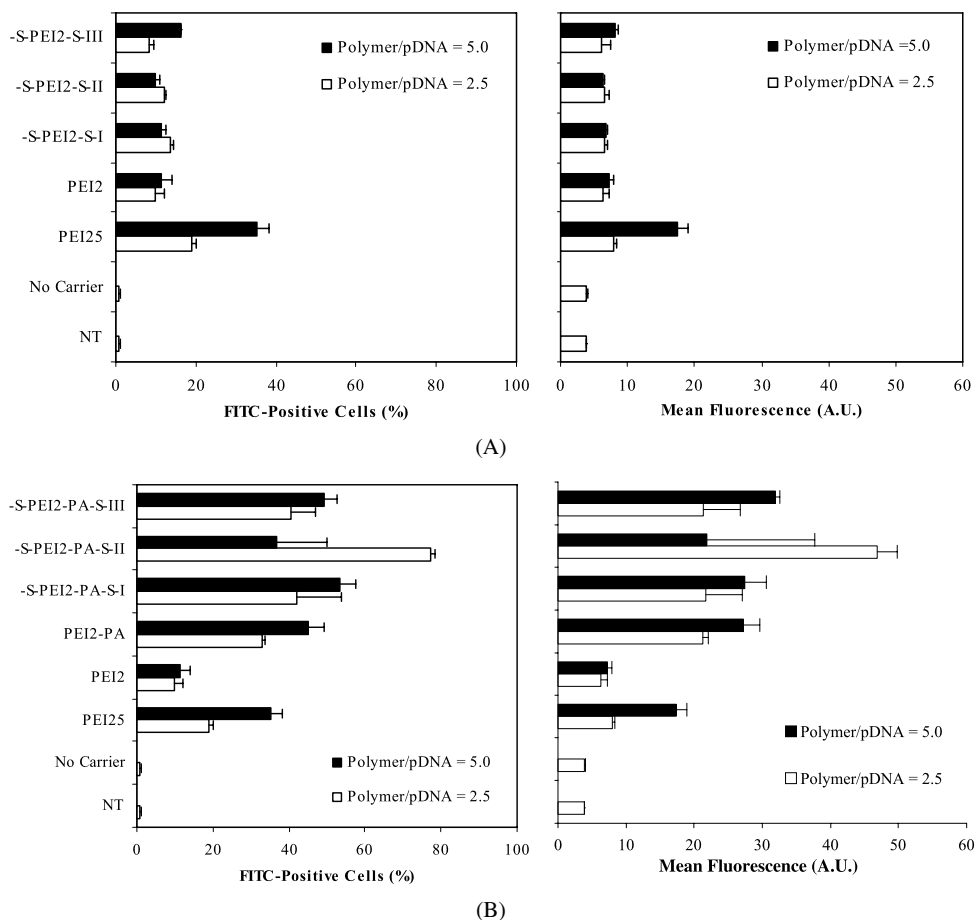 -S-PEI2-S-III
-S-PEI2-S-II
-S-PEI2-S-I
PEI2
PEI25
No Carrier
NT
Polymer/pDNA = 5.0
Polymer/pDNA = 2.5
0 20 40 60 80 100
FITC-Positive Cells (%)
Polymer/pDNA =5.0
Polymer/pDNA = 2.5
0 10 20 30 40 50 60
Mean Fluorescence (A.U.)
(A)
-S-PEI2-PA-S-III
-S-PEI2-PA-S-II
-S-PEI2-PA-S-I
PEI2-PA
PEI2
PEI25
No Carrier
NT
Polymer/pDNA = 5.0
Polymer/pDNA = 2.5
0 20 40 60 80 100
FITC-Positive Cells (%)
Polymer/pDNA = 5.0
Polymer/pDNA = 2.5
0 10 20 30 40 50 60
Mean Fluorescence (A.U.)
(B)